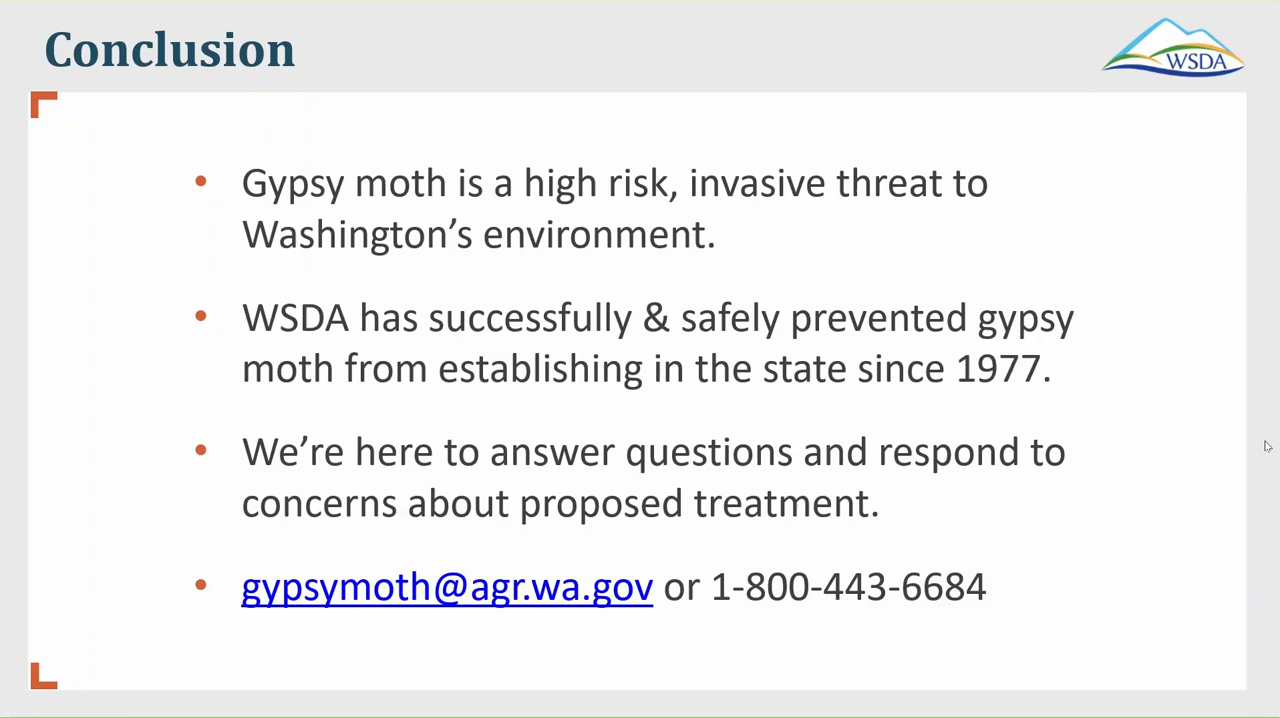 Conclusion
WSDA
• Gypsy moth is a high risk, invasive threat to
Washington’s environment.
• WSDA has successfully & safely prevented gypsy
moth from establishing in the state since 1977.
• We’re here to answer questions and respond to
concerns about proposed treatment.
• gypsymoth@agr.wa.gov or 1-800-443-6684